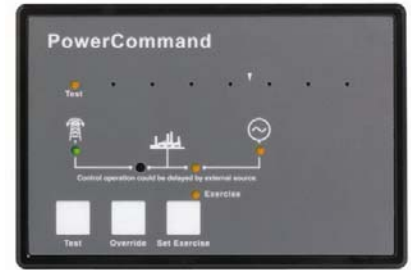 PowerCommand
Test
Control operation could be delayed by external source
Exercise
Test Override Set Exercise